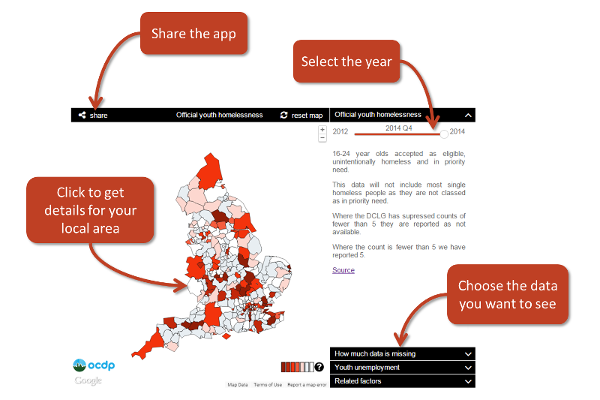 Share the app
Select the year
share
Official youth homelessness
reset map
Official youth homelessness
2012
2014 Q4
2014
+
-
16-24 year olds accepted as eligible,
unintentionally homeless and in priority
need.
This data will not include most single
homeless people as they are not classed
as in priority need.
Where the DCLG has supressed counts of
fewer than 5 they are reported as not
available.
Where the count is fewer than 5 we have
reported 5.
Source
Click to get
details for your
local area
Choose the data
you want to see
How much data is missing
Youth unemployment
Related factors
ocdp
Google
?
Map Data
Terms of Use
Report a map error